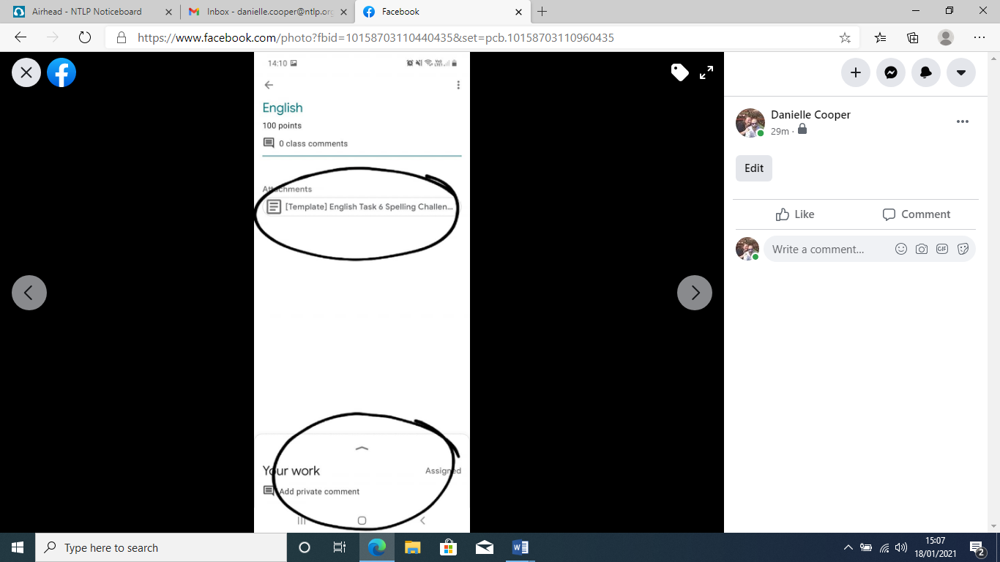 Airhead - NTLP Noticeboard
Inbox - danielle.cooper@ntlp.org
Facebook
https://www.facebook.com/photo?fbid=10158703110440435&set=pcb.10158703110960435
14:10
English
100 points
0 class comments
Attachments
[Template] English Task 6 Spelling Challen...
Your work
Assigned
Add private comment
Danielle Cooper
29m ·
Edit
Like
Comment
Write a comment...
GIF
Type here to search
15:07
18/01/2021
2